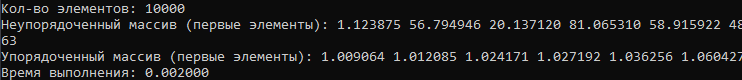 Кол-во элементов: 10000
Неупорядоченный массив (первые элементы): 1.123875 56.794946 20.137120 81.065310 58.915922 48
63
Упорядоченный массив (первые элементы): 1.009064 1.012085 1.024171 1.027192 1.036256 1.060427
Время выполнения: 0.002000